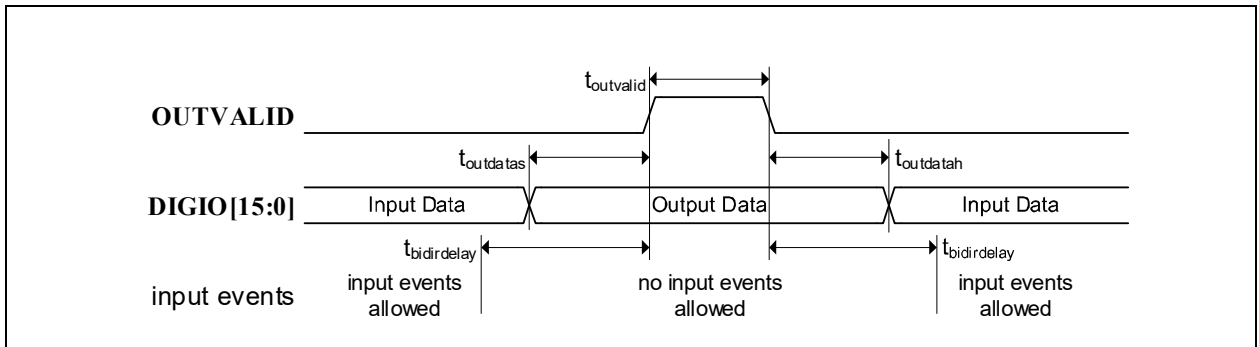 t_outvalid
OUTVALID
t_outdatas
t_outdatah
DIGIO[15:0]
Input Data
Output Data
Input Data
t_bidirdelay
t_bidirdelay
input events
input events
allowed
no input events
allowed
input events
allowed